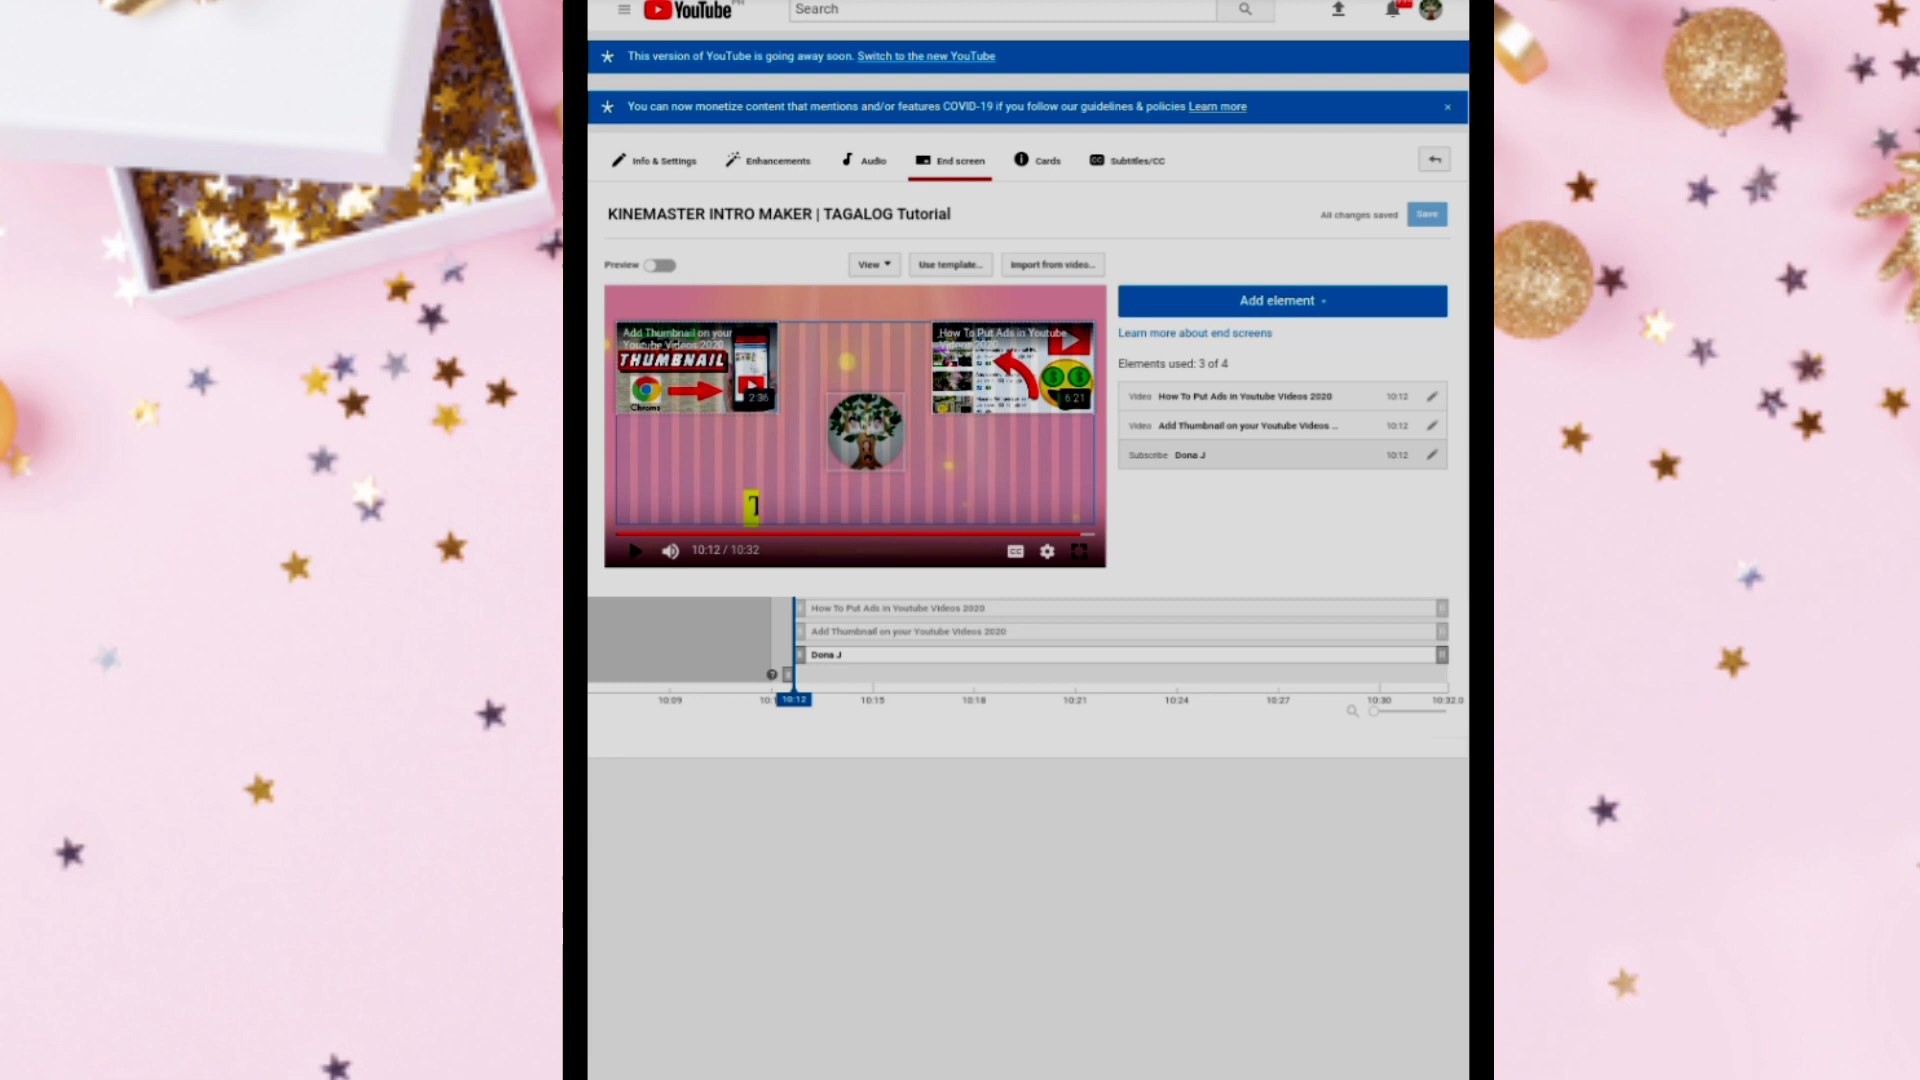 YouTube PH
Search
This version of YouTube is going away soon. Switch to the new YouTube
You can now monetize content that mentions and/or features COVID-19 if you follow our guidelines & policies Learn more ×
Info & Settings Enhancements Audio End screen Cards CC Subtitles/CC
KINEMASTER INTRO MAKER | TAGALOG Tutorial
All changes saved Save
Preview View Use template... Import from video...
Add element
Learn more about end screens
Elements used: 3 of 4
Video How To Put Ads in Youtube Videos 2020 10:12
Video Add Thumbnail on your Youtube Videos ... 10:12
Subscribe Dona J 10:12
Add Thumbnail on your
Youtube Videos 2020
THUMBNAIL
Chrome
2:36
How To Put Ads in Youtube
Videos 2020
6:21
10:12 / 10:32 CC
How To Put Ads in Youtube Videos 2020
Add Thumbnail on your Youtube Videos 2020
Dona J
10:09 10:12 10:15 10:18 10:21 10:24 10:27 10:30 10:32.0